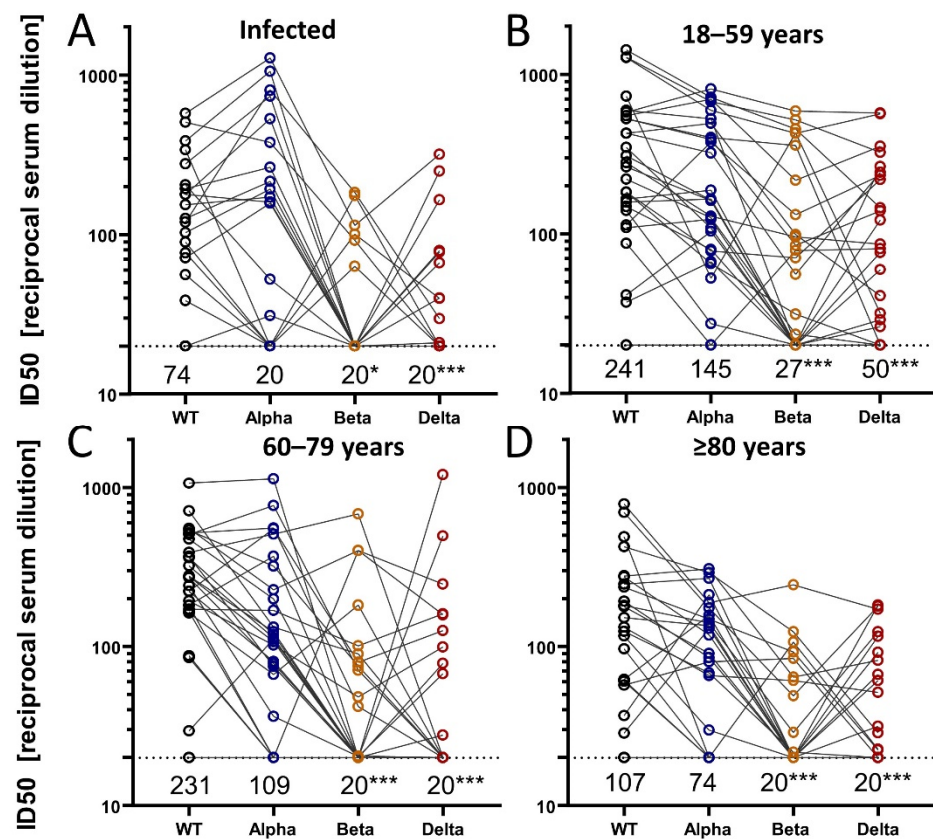 A
Infected
B
18–59 years
ID50 [reciprocal serum dilution]
1000
100
10
74 20 20* 20***
WT Alpha Beta Delta
1000
100
10
241 145 27*** 50***
WT Alpha Beta Delta
C
60–79 years
D
≥80 years
ID50 [reciprocal serum dilution]
1000
100
10
231 109 20*** 20***
WT Alpha Beta Delta
1000
100
10
107 74 20*** 20***
WT Alpha Beta Delta